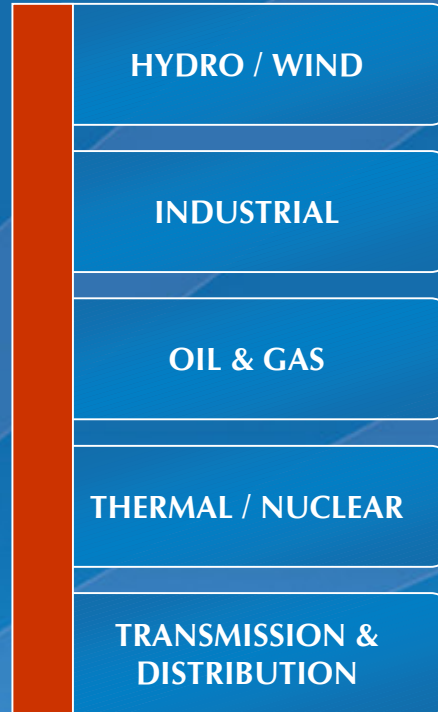 HYDRO / WIND
INDUSTRIAL
OIL & GAS
THERMAL / NUCLEAR
TRANSMISSION &
DISTRIBUTION